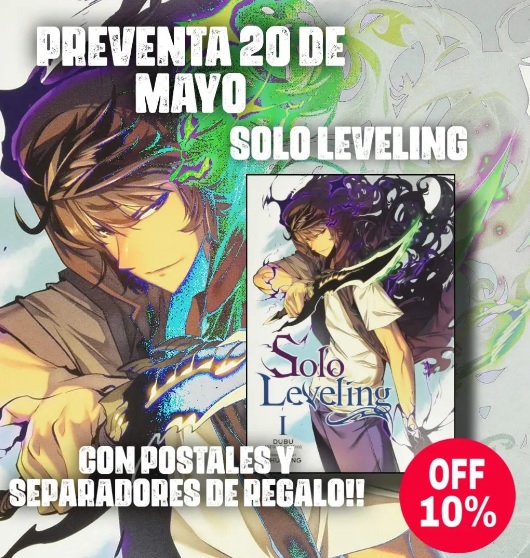 PREVENTA 20 DE
MAYO
SOLO LEVELING
Solo
Leveling
I
DUBU
CON POSTALES Y
SEPARADORES DE REGALO!!
OFF
10%